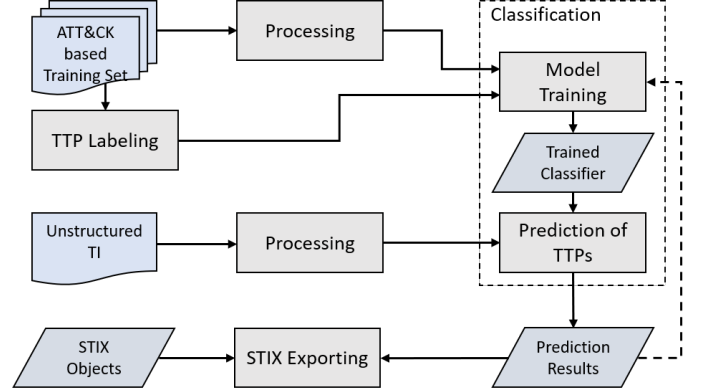 Classification
ATT&CK
based
Training Set
Processing
Model
Training
TTP Labeling
Trained
Classifier
Unstructured
TI
Processing
Prediction of
TTPs
STIX
Objects
STIX Exporting
Prediction
Results